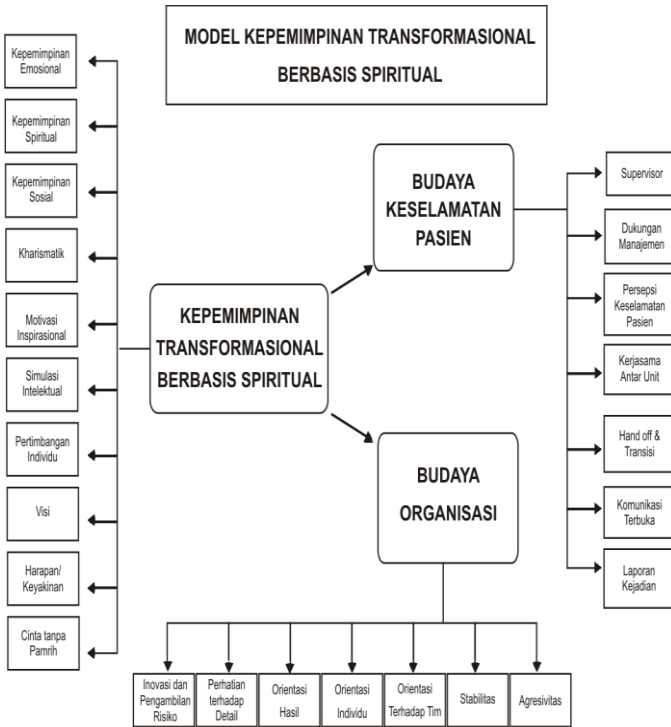 MODEL KEPEMIMPINAN TRANSFORMASIONAL
BERBASIS SPIRITUAL
Kepemimpinan
Emosional
Kepemimpinan
Spiritual
Kepemimpinan
Sosial
Kharismatik
Motivasi
Inspirasional
Simulasi
Intelektual
Pertimbangan
Individu
Visi
Harapan/
Keyakinan
Cinta tanpa
Pamrih
KEPEMIMPINAN
TRANSFORMASIONAL
BERBASIS SPIRITUAL
BUDAYA
KESELAMATAN
PASIEN
Supervisor
Dukungan
Manajemen
Persepsi
Keselamatan
Pasien
Kerjasama
Antar Unit
Hand off &
Transisi
Komunikasi
Terbuka
Laporan
Kejadian
BUDAYA
ORGANISASI
Inovasi dan
Pengambilan
Risiko
Perhatian
terhadap
Detail
Orientasi
Hasil
Orientasi
Individu
Orientasi
Terhadap Tim
Stabilitas
Agresivitas